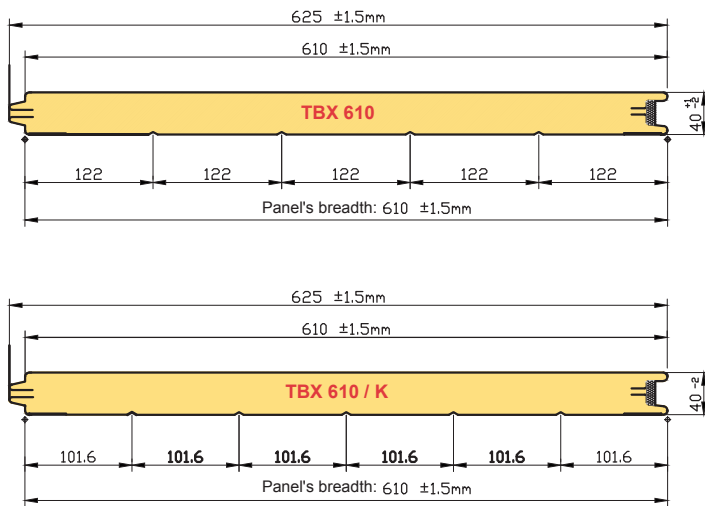 625 ±1.5mm
610 ±1.5mm
TBX 610
40 +1 -2
122 122 122 122 122
Panel's breadth: 610 ±1.5mm
625 ±1.5mm
610 ±1.5mm
TBX 610 / K
40 -2
101.6 101.6 101.6 101.6 101.6 101.6
Panel's breadth: 610 ±1.5mm